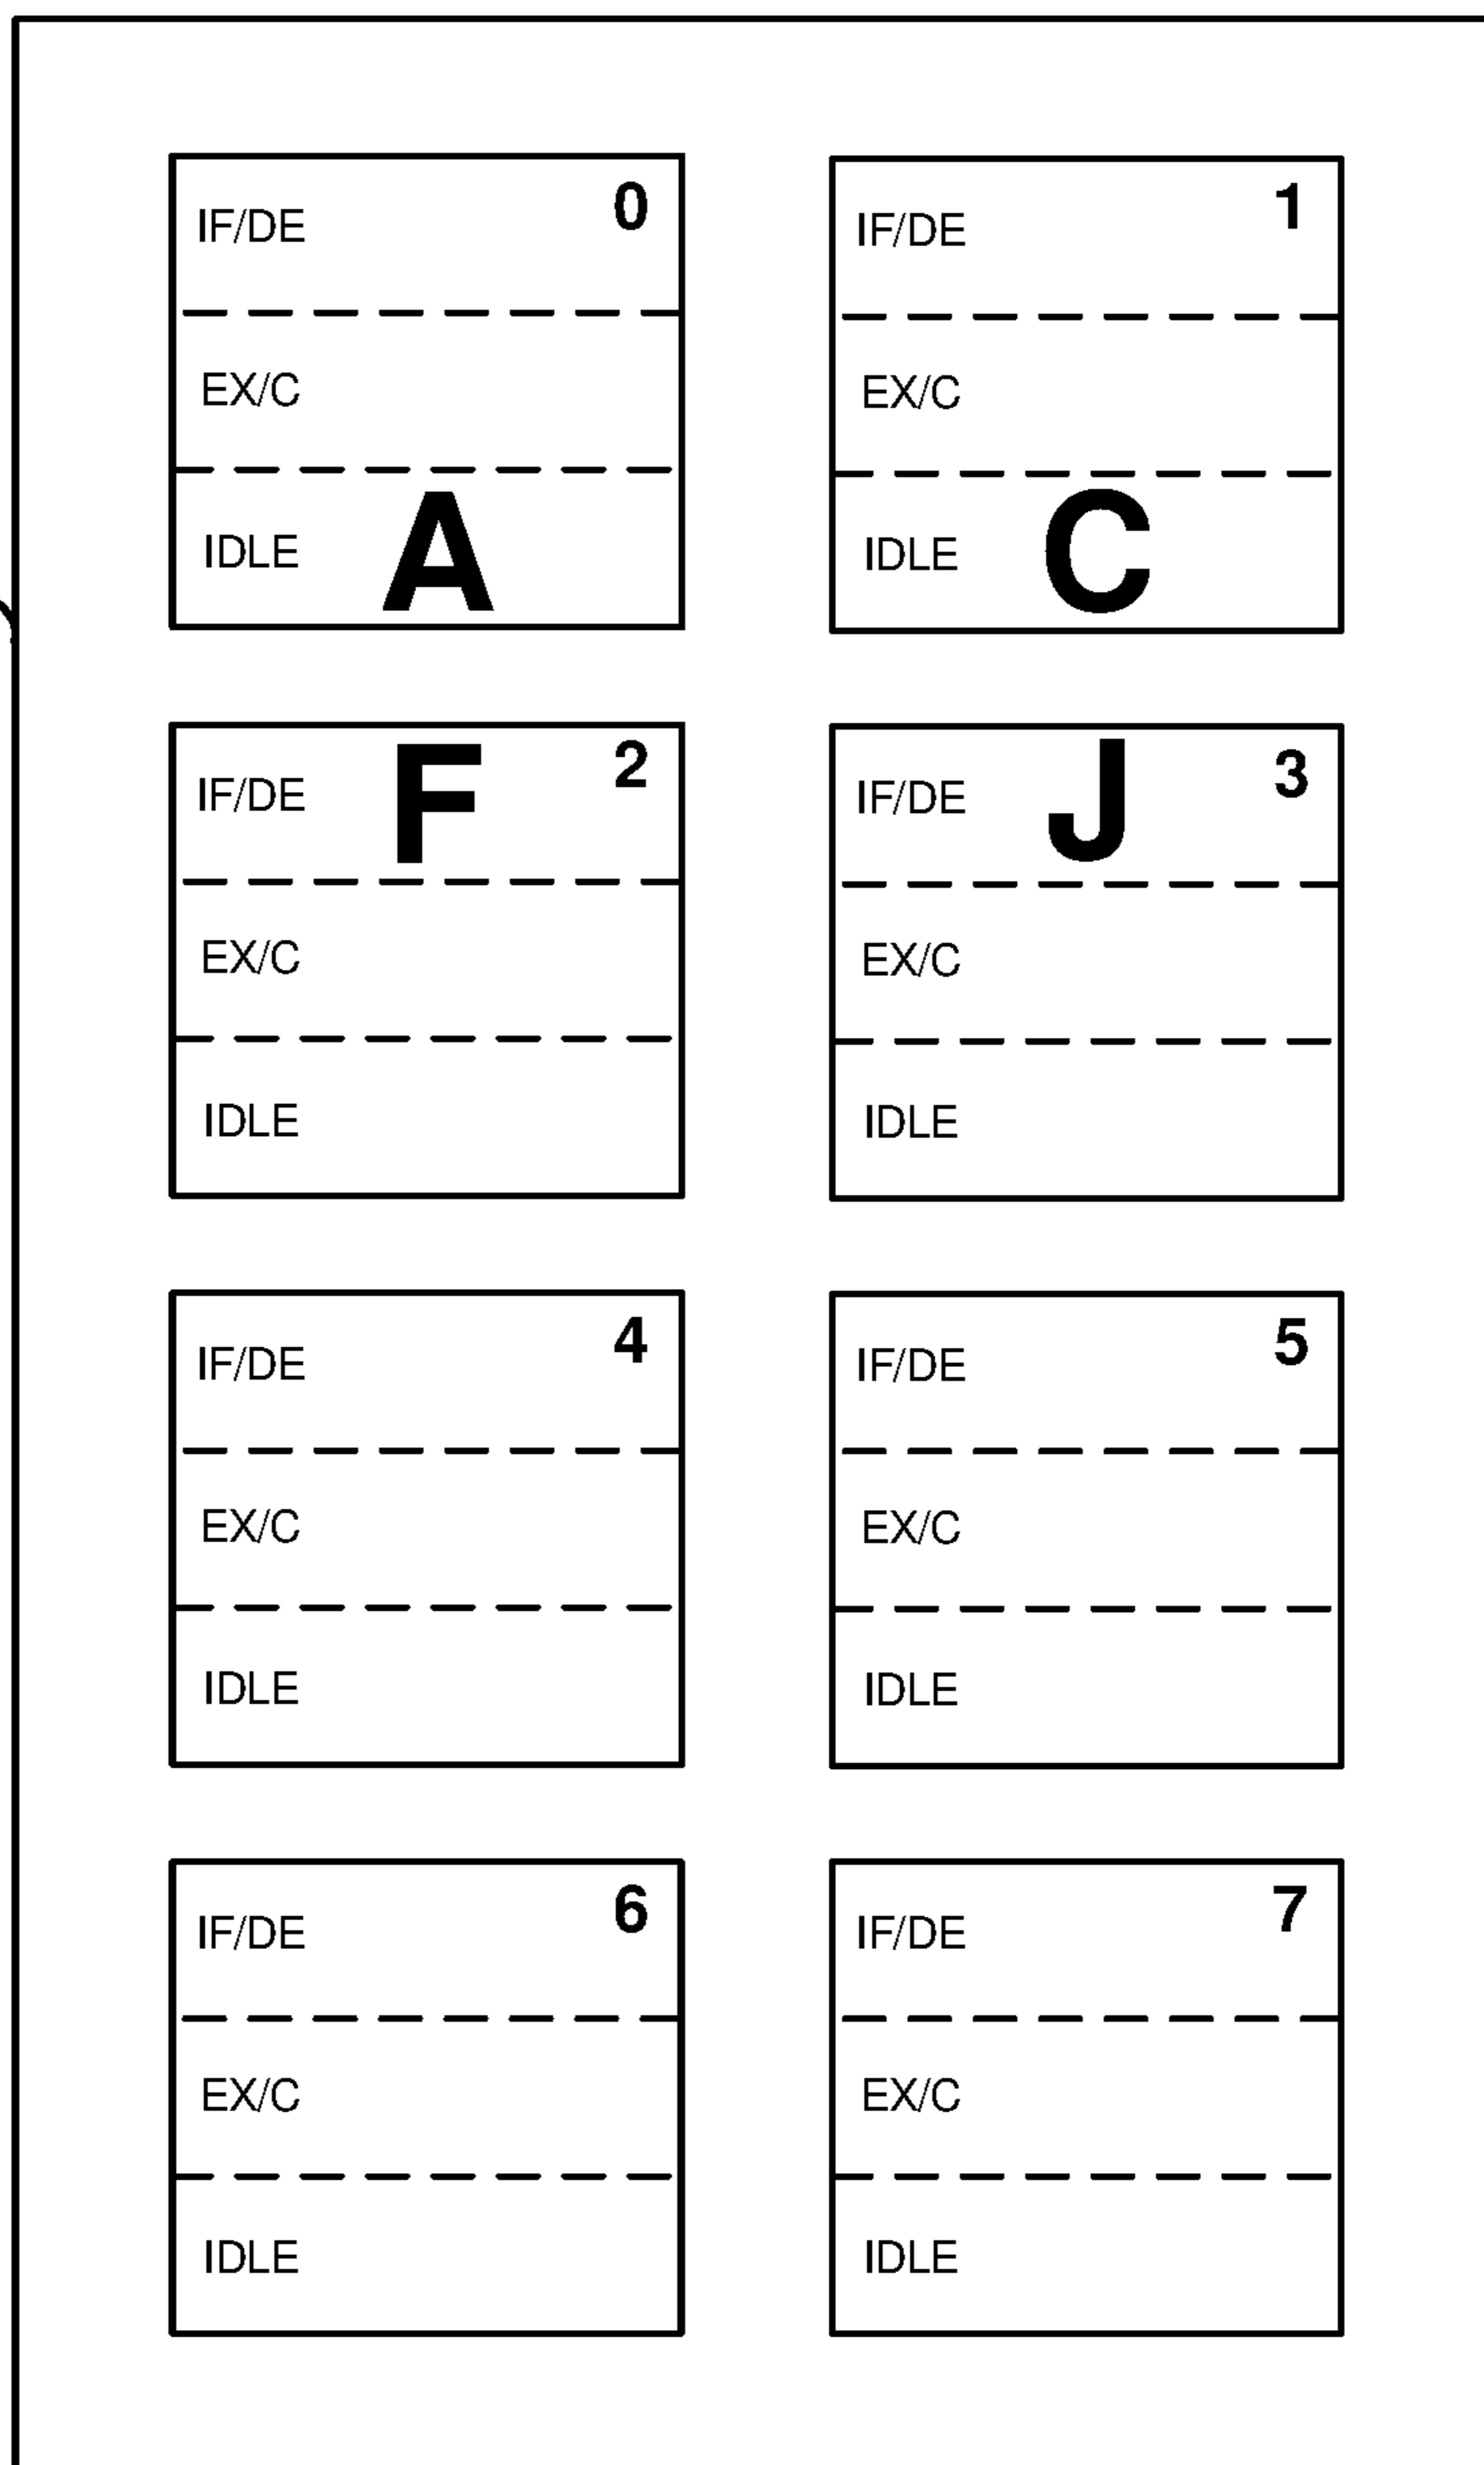 IF/DE 0
EX/C
IDLE A
IF/DE 1
EX/C
IDLE C
IF/DE F 2
EX/C
IDLE
IF/DE J 3
EX/C
IDLE
IF/DE 4
EX/C
IDLE
IF/DE 5
EX/C
IDLE
IF/DE 6
EX/C
IDLE
IF/DE 7
EX/C
IDLE